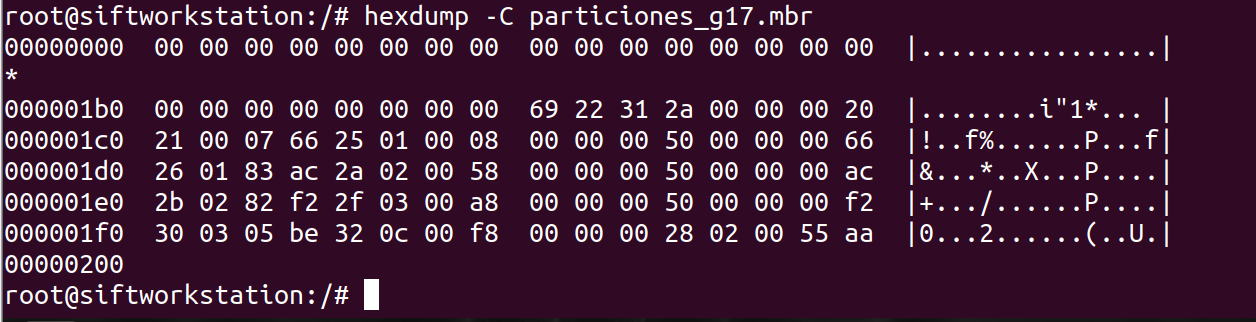 root@siftworkstation:/# hexdump -C particiones_g17.mbr
00000000  00 00 00 00 00 00 00 00  00 00 00 00 00 00 00 00  |................|
*
000001b0  00 00 00 00 00 00 00 00  69 22 31 2a 00 00 00 20  |........i"1*... |
000001c0  21 00 07 66 25 01 00 08  00 00 00 50 00 00 00 66  |!..f%......P...f|
000001d0  26 01 83 ac 2a 02 00 58  00 00 00 50 00 00 00 ac  |&...*..X...P....|
000001e0  2b 02 82 f2 2f 03 00 a8  00 00 00 50 00 00 00 f2  |+.../......P....|
000001f0  30 03 05 be 32 0c 00 f8  00 00 00 28 02 00 55 aa  |0...2......(..U.|
00000200
root@siftworkstation:/#